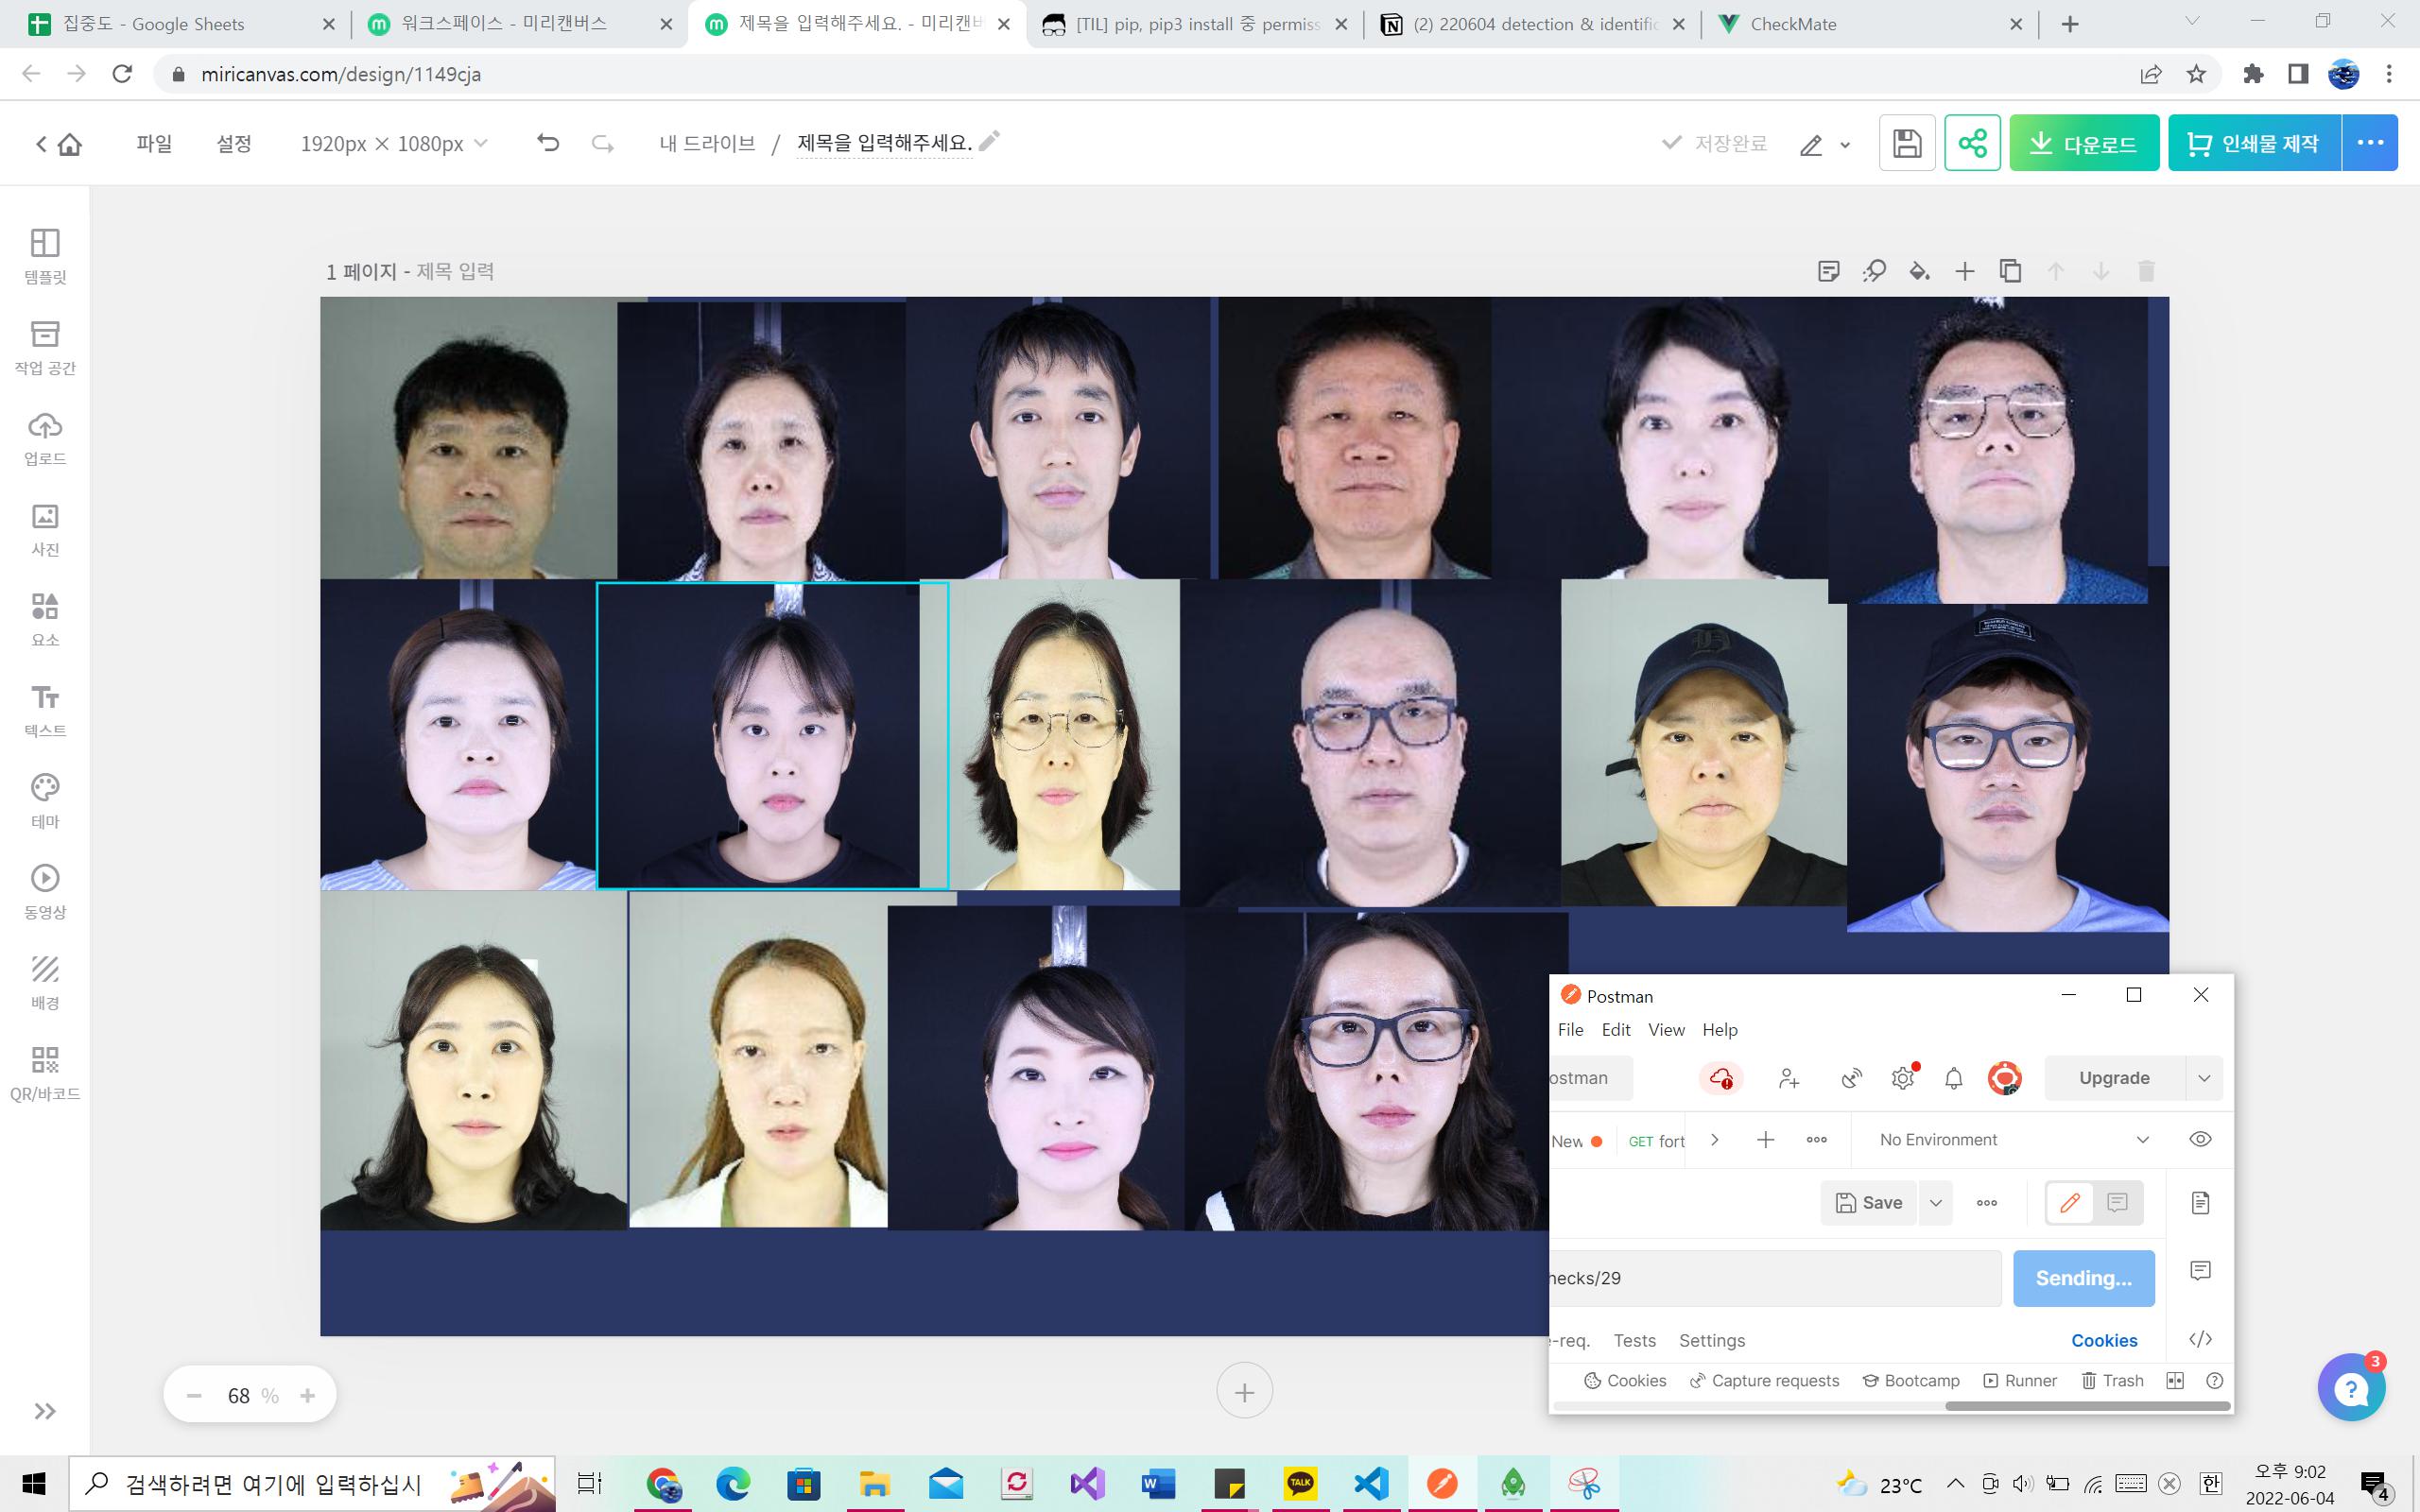 집중도 - Google Sheets
워크스페이스 - 미리캔버스
제목을 입력해주세요. - 미리캔버
[TIL] pip, pip3 install 중 permiss
(2) 220604 detection & identific
CheckMate
miricanvas.com/design/1149cja
파일
설정
1920px × 1080px
내 드라이브 / 제목을 입력해주세요.
저장완료
다운로드
인쇄물 제작
템플릿
작업 공간
업로드
사진
요소
텍스트
테마
동영상
배경
QR/바코드
1 페이지 - 제목 입력
Postman
File Edit View Help
ostman
Upgrade
New
GET fort
No Environment
Save
hecks/29
Sending...
-req. Tests Settings
Cookies
Cookies Capture requests Bootcamp Runner Trash
68 %
3
검색하려면 여기에 입력하십시
TALK
23°C
한
오후 9:02
2022-06-04
4